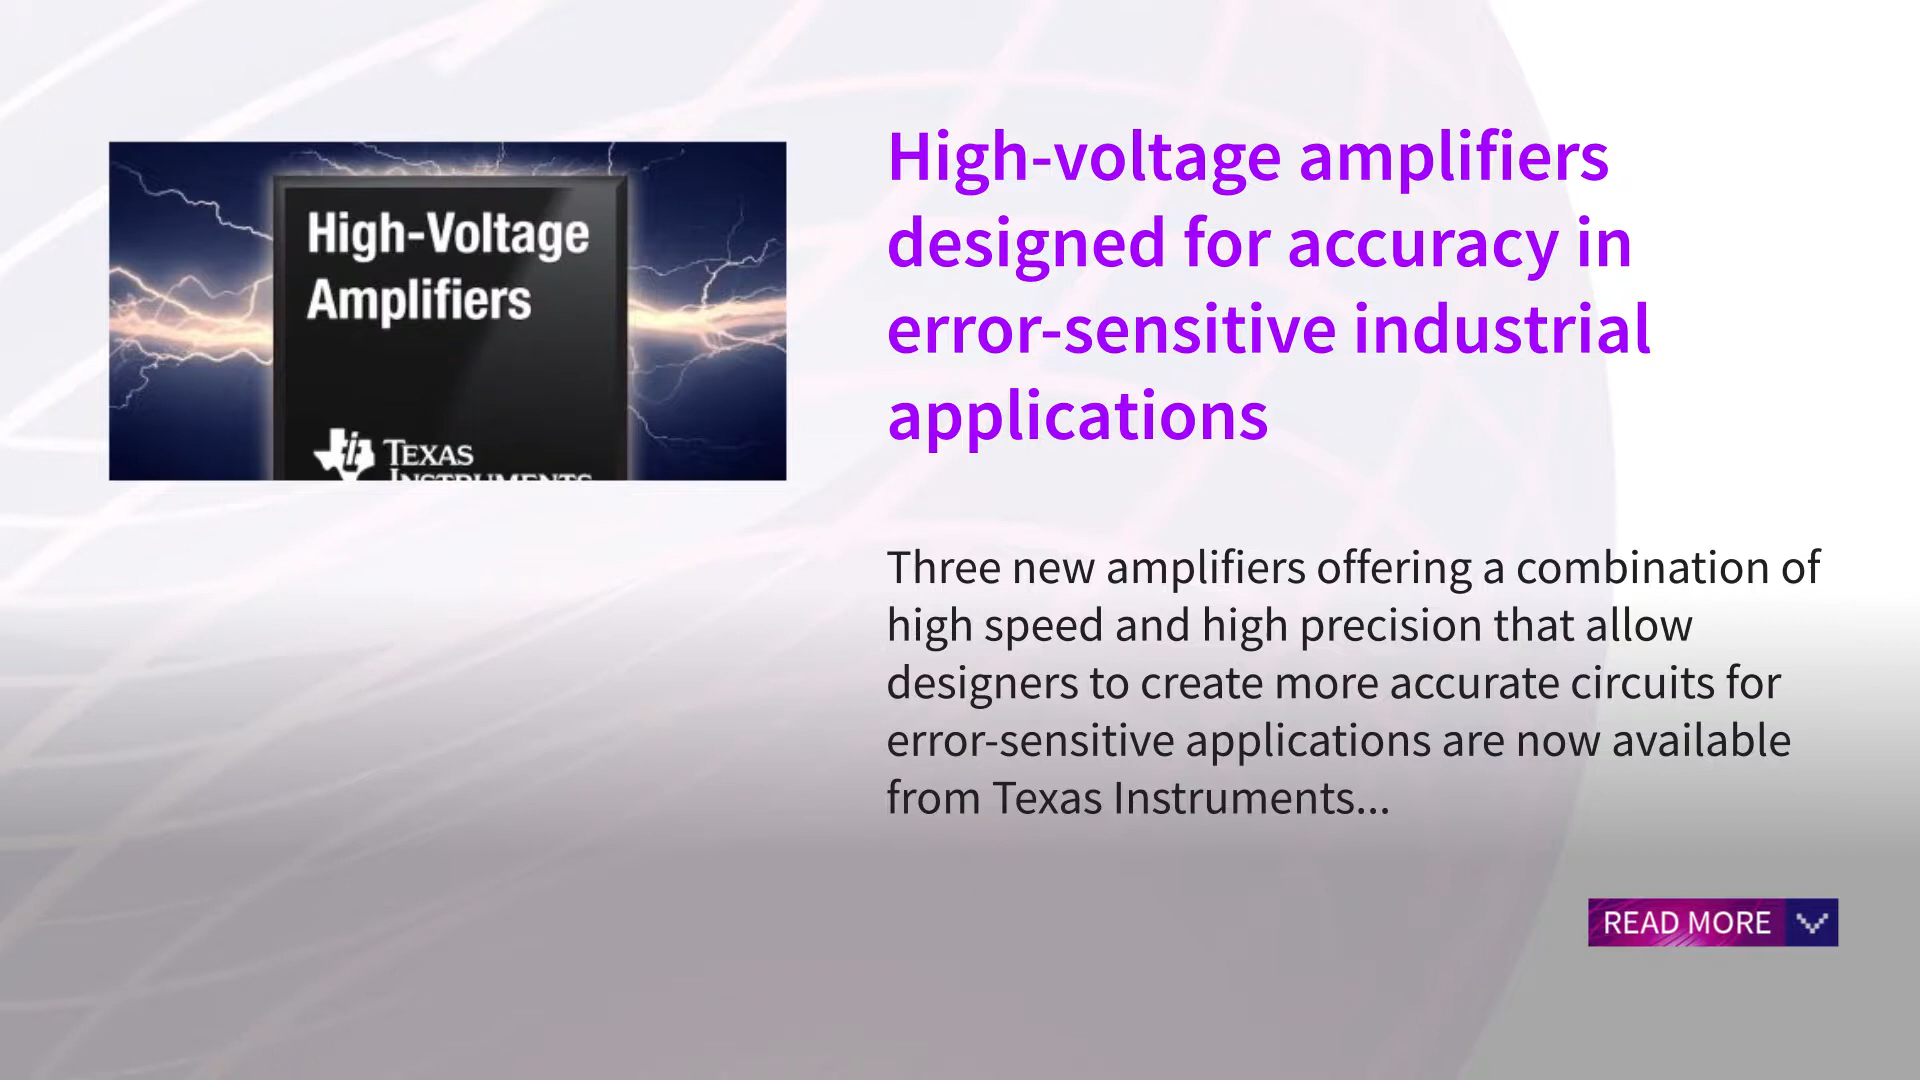 High-Voltage
Amplifiers
TEXAS
INSTRUMENTS
High-voltage amplifiers
designed for accuracy in
error-sensitive industrial
applications
Three new amplifiers offering a combination of
high speed and high precision that allow
designers to create more accurate circuits for
error-sensitive applications are now available
from Texas Instruments...
READ MORE